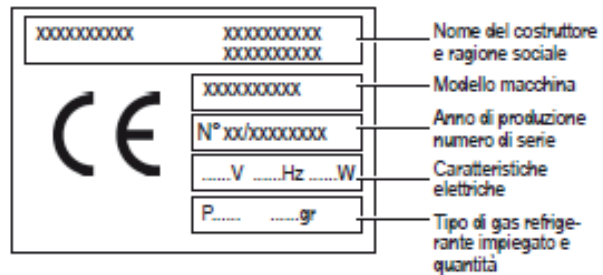 XXXXXXXXXX XXXXXXXXXX
XXXXXXXXXX
Nome del costruttore
e ragione sociale
XXXXXXXXXX
Modello macchina
N° xx/xxxxxxxx
Anno di produzione
numero di serie
CE
.......V .......Hz .......W
Caratteristiche
elettriche
P....... .......gr
Tipo di gas refrige-
rante impiegato e
quantità